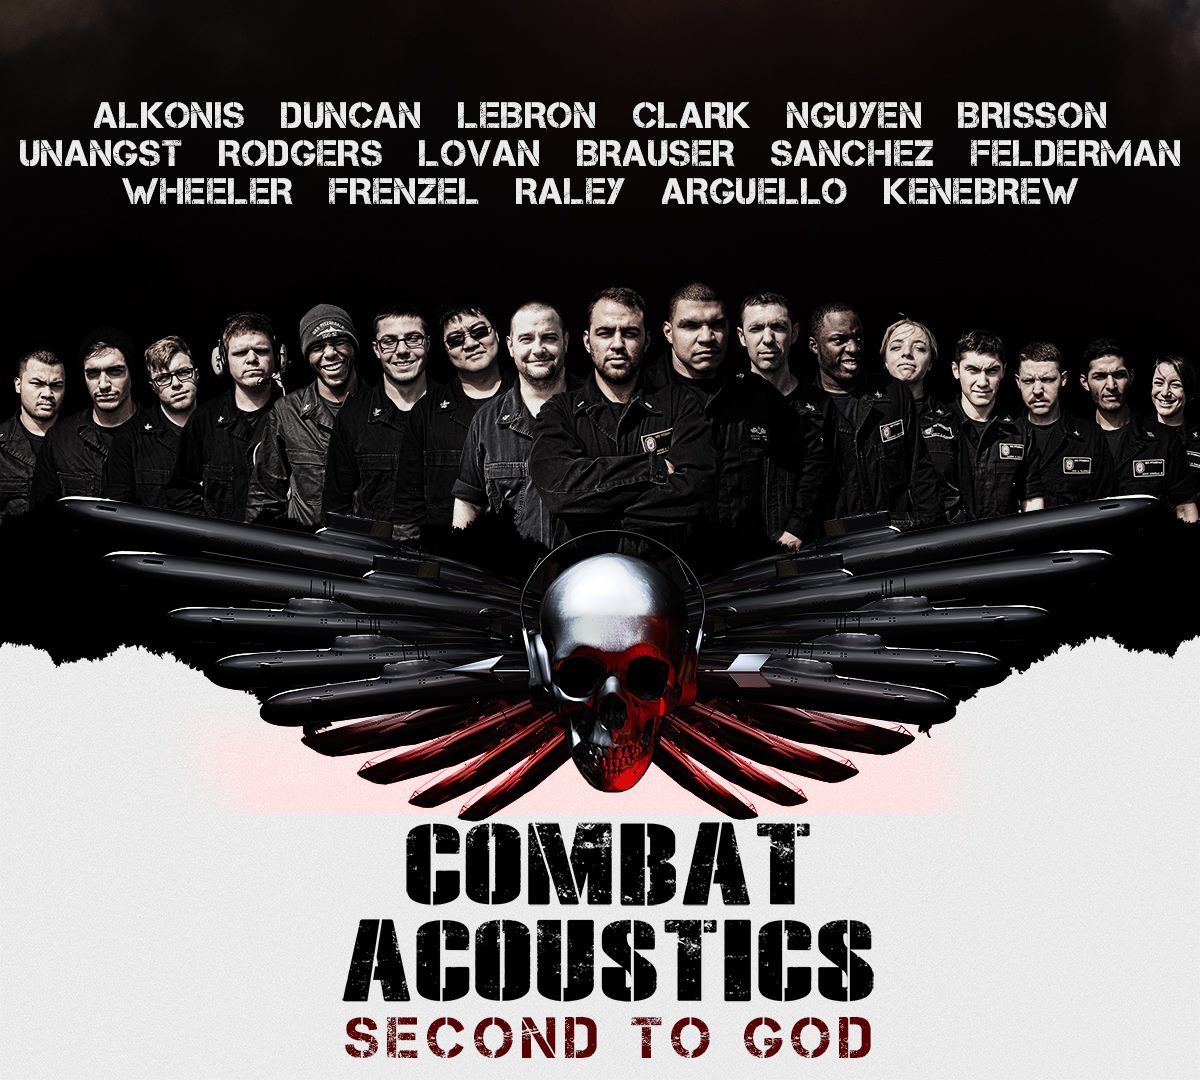 ALKONIS DUNCAN LEBRON CLARK NGUYEN BRISSON
UNANGST RODGERS LOVAN BRAUSER SANCHEZ FELDERMAN
WHEELER FRENZEL RALEY ARGUELLO KENEBREW
COMBAT
ACOUSTICS
SECOND TO GOD